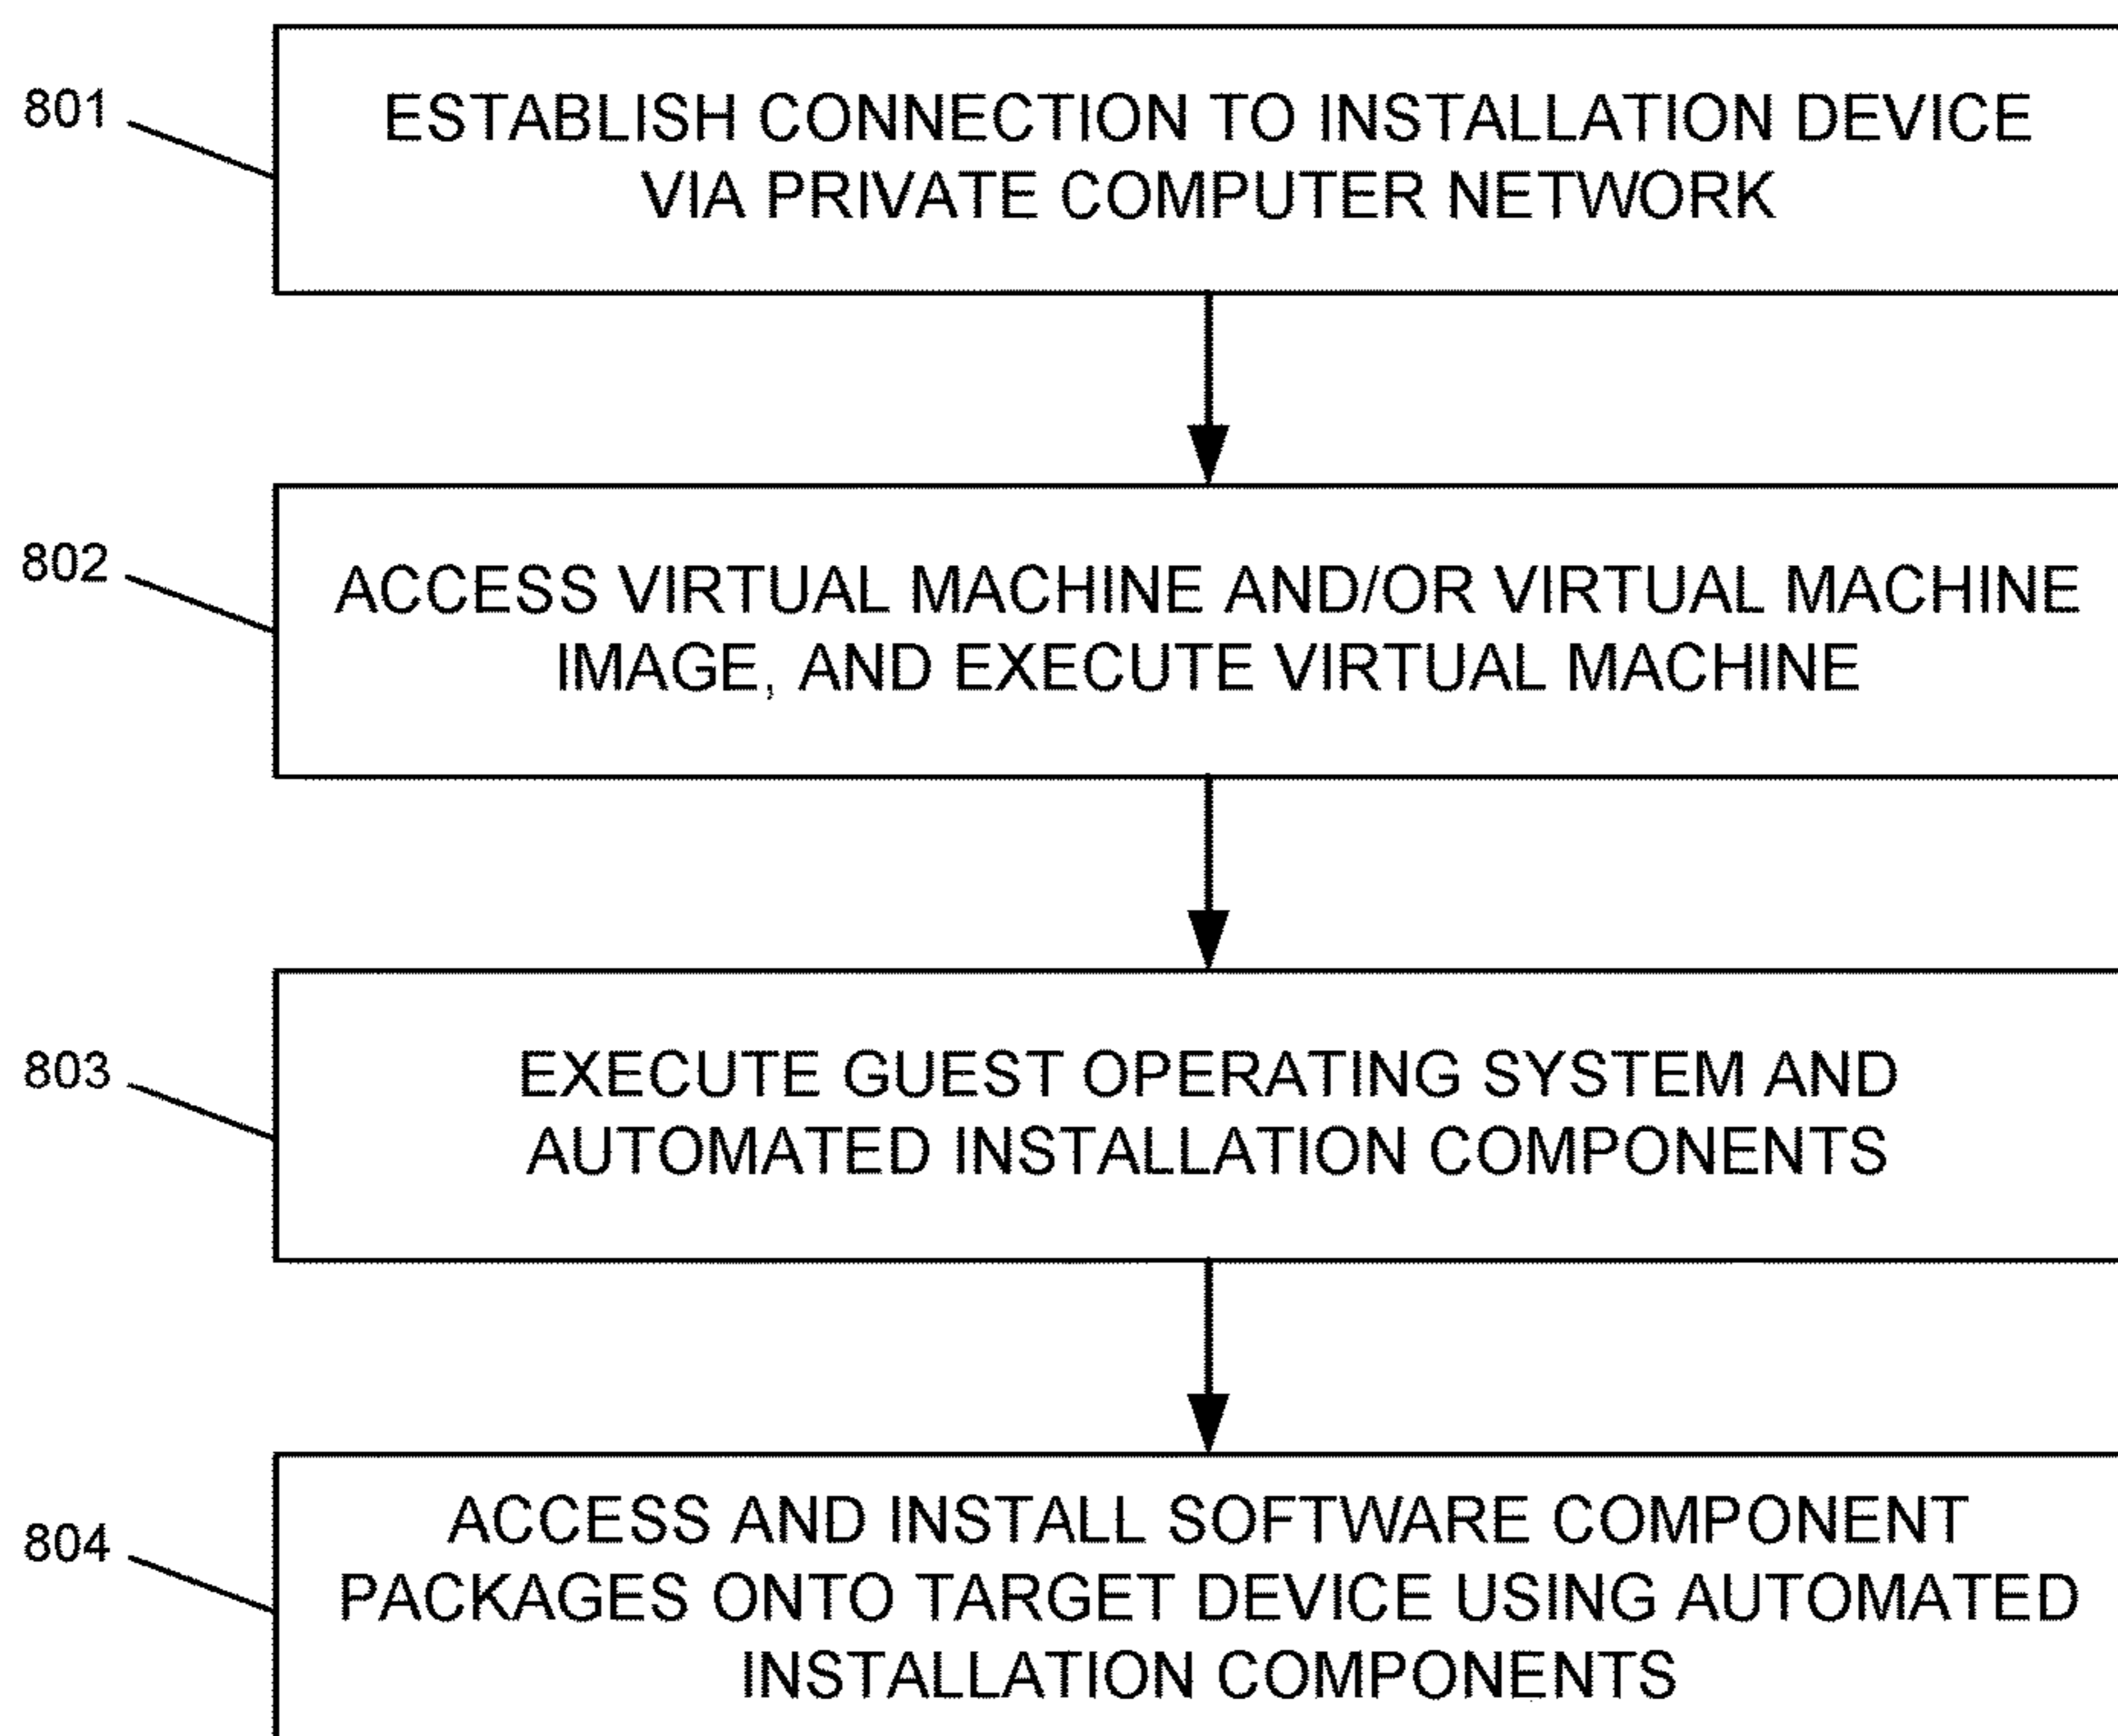 801
ESTABLISH CONNECTION TO INSTALLATION DEVICE
VIA PRIVATE COMPUTER NETWORK
802
ACCESS VIRTUAL MACHINE AND/OR VIRTUAL MACHINE
IMAGE, AND EXECUTE VIRTUAL MACHINE
803
EXECUTE GUEST OPERATING SYSTEM AND
AUTOMATED INSTALLATION COMPONENTS
804
ACCESS AND INSTALL SOFTWARE COMPONENT
PACKAGES ONTO TARGET DEVICE USING AUTOMATED
INSTALLATION COMPONENTS